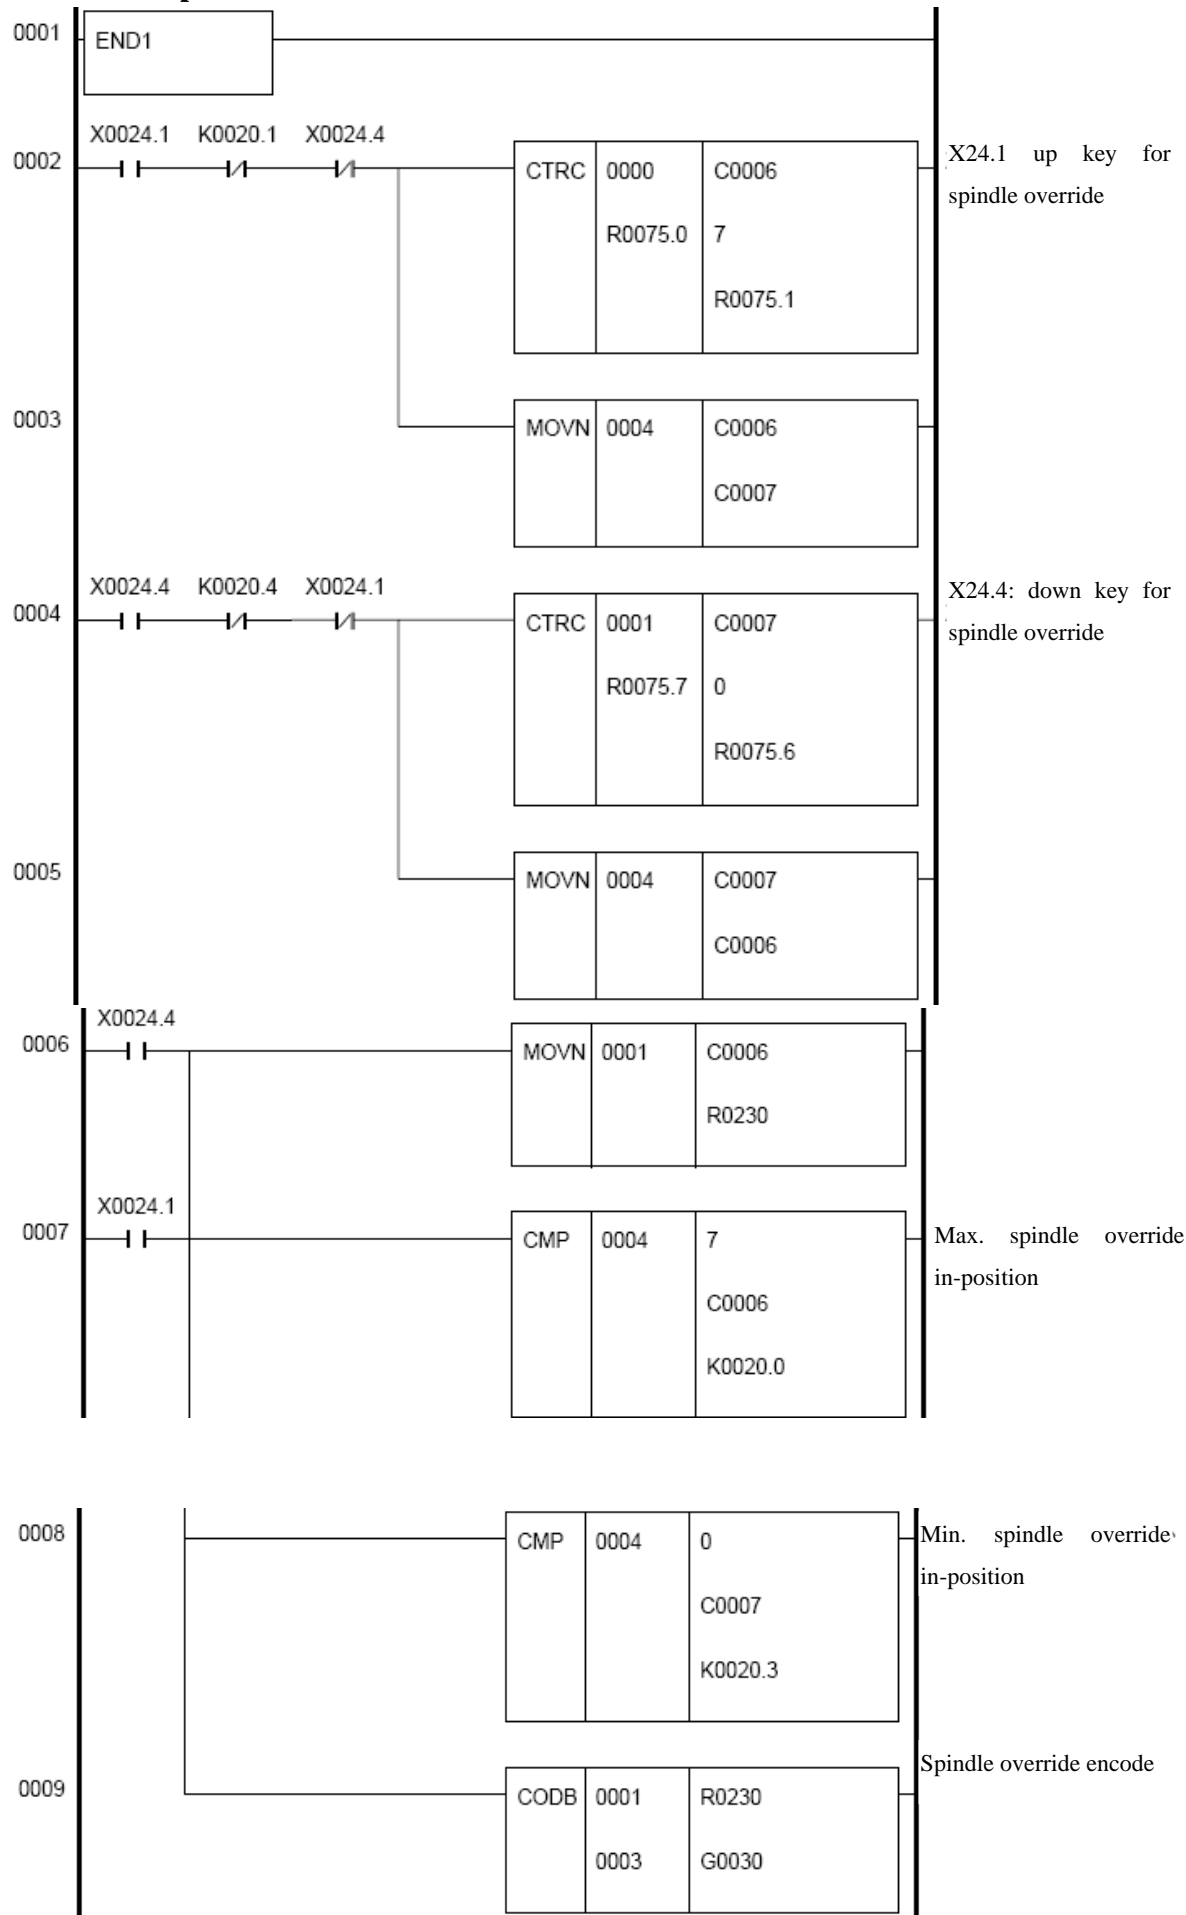 0001
END1
X0024.1 K0020.1 X0024.4
0002
CTRC 0000 C0006
R0075.0 7
R0075.1
X24.1 up key for
spindle override
0003
MOVN 0004 C0006
C0007
X0024.4 K0020.4 X0024.1
0004
CTRC 0001 C0007
R0075.7 0
R0075.6
X24.4: down key for
spindle override
0005
MOVN 0004 C0007
C0006
X0024.4
0006
MOVN 0001 C0006
R0230
X0024.1
0007
CMP 0004 7
C0006
K0020.0
Max. spindle override
in-position
0008
CMP 0004 0
C0007
K0020.3
Min. spindle override
in-position
0009
CODB 0001 R0230
0003 G0030
Spindle override encode